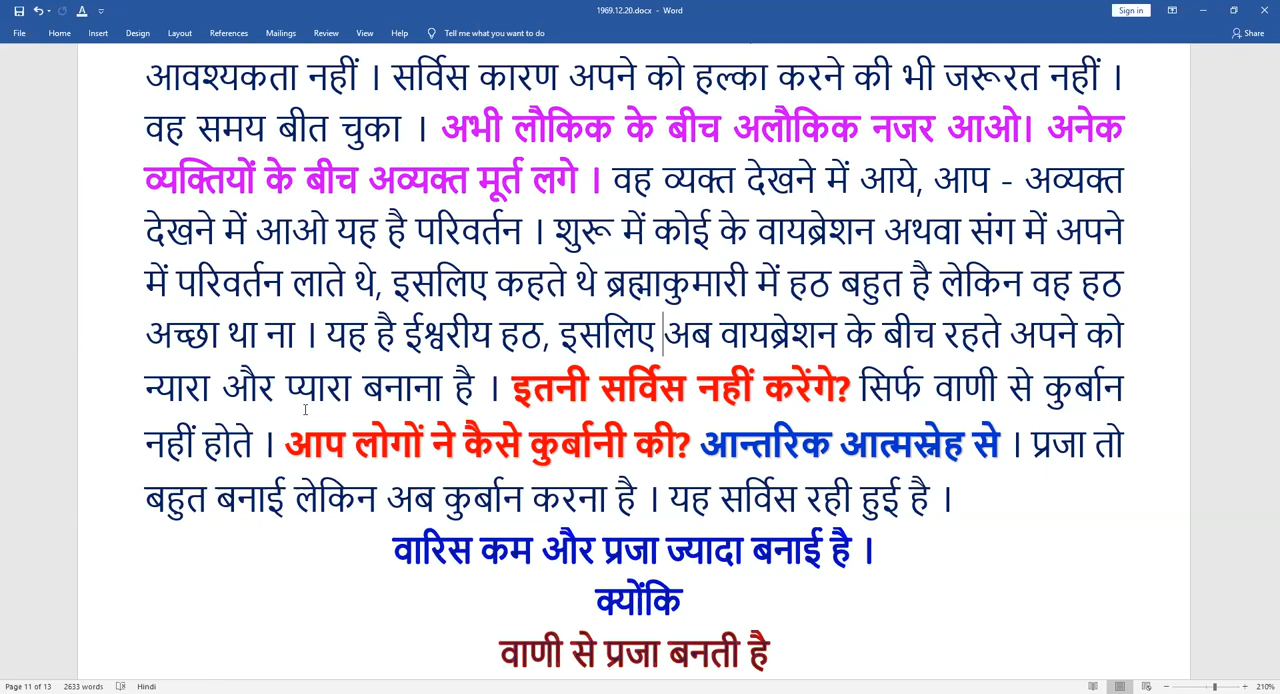 1969.12.20.docx - Word
Sign in
File Home Insert Design Layout References Mailings Review View Help Tell me what you want to do Share
आवश्यकता नहीं । सर्विस कारण अपने को हल्का करने की भी जरूरत नहीं ।
वह समय बीत चुका । अभी लौकिक के बीच अलौकिक नजर आओ। अनेक
व्यक्तियों के बीच अव्यक्त मूर्त लगे । वह व्यक्त देखने में आये, आप - अव्यक्त
देखने में आओ यह है परिवर्तन । शुरू में कोई के वायब्रेशन अथवा संग में अपने
में परिवर्तन लाते थे, इसलिए कहते थे ब्रह्माकुमारी में हठ बहुत है लेकिन वह हठ
अच्छा था ना । यह है ईश्वरीय हठ, इसलिए अब वायब्रेशन के बीच रहते अपने को
न्यारा और प्यारा बनाना है । इतनी सर्विस नहीं करेंगे? सिर्फ वाणी से कुर्बान
नहीं होते । आप लोगों ने कैसे कुर्बानी की? आन्तरिक आत्मस्नेह से । प्रजा तो
बहुत बनाई लेकिन अब कुर्बान करना है । यह सर्विस रही हुई है ।
वारिस कम और प्रजा ज्यादा बनाई है ।
क्योंकि
वाणी से प्रजा बनती है
Page 11 of 13 2633 words Hindi 210%